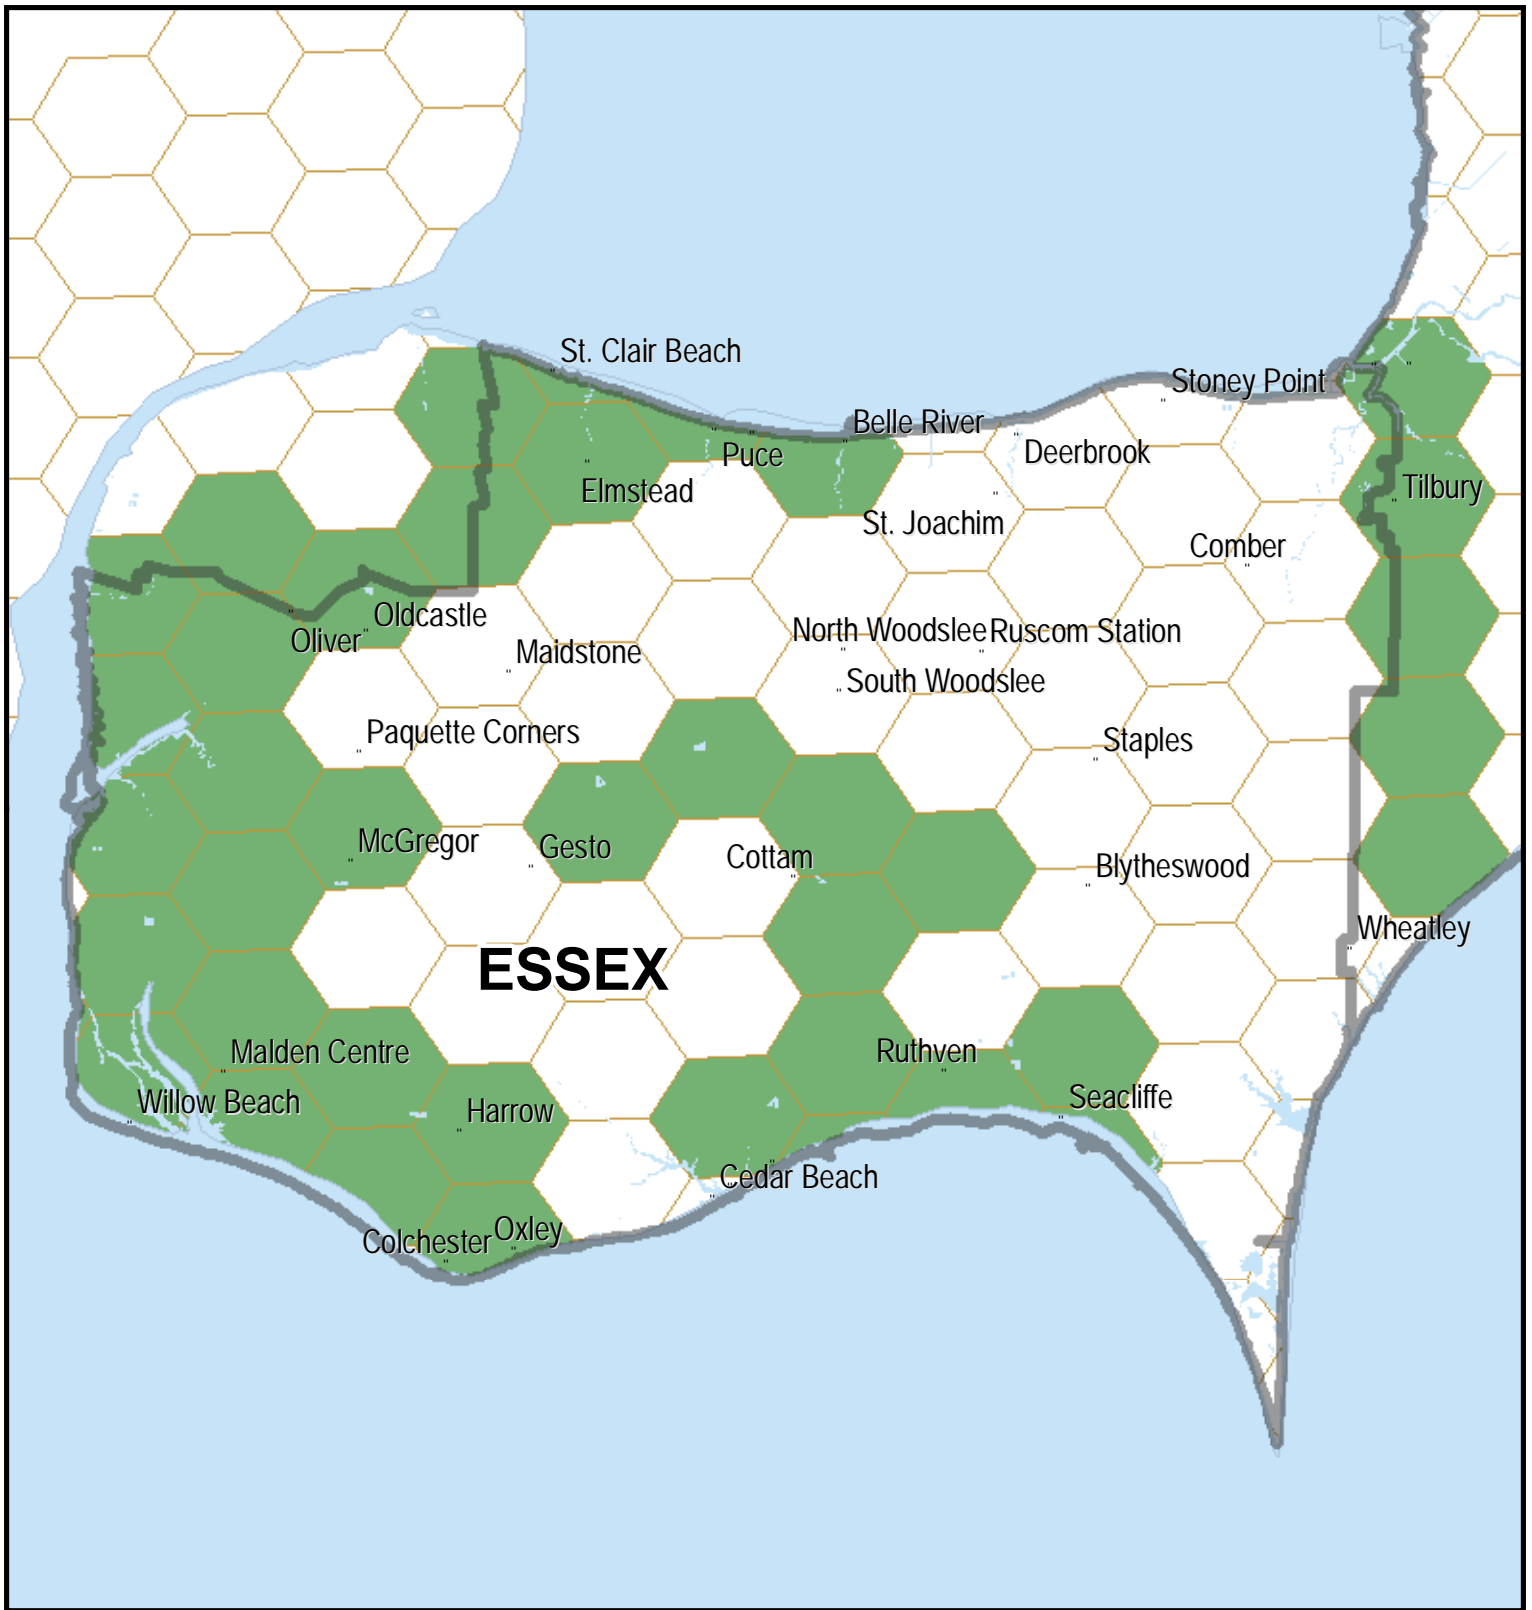 St. Clair Beach
Stoney Point
Belle River
Puce
Deerbrook
Elmstead
Tilbury
St. Joachim
Comber
Oldcastle
Oliver
Maidstone
North Woodslee
Ruscom Station
South Woodslee
Paquette Corners
Staples
McGregor
Gesto
Cottam
Blytheswood
Wheatley
ESSEX
Malden Centre
Ruthven
Willow Beach
Harrow
Seacliffe
Cedar Beach
Colchester
Oxley